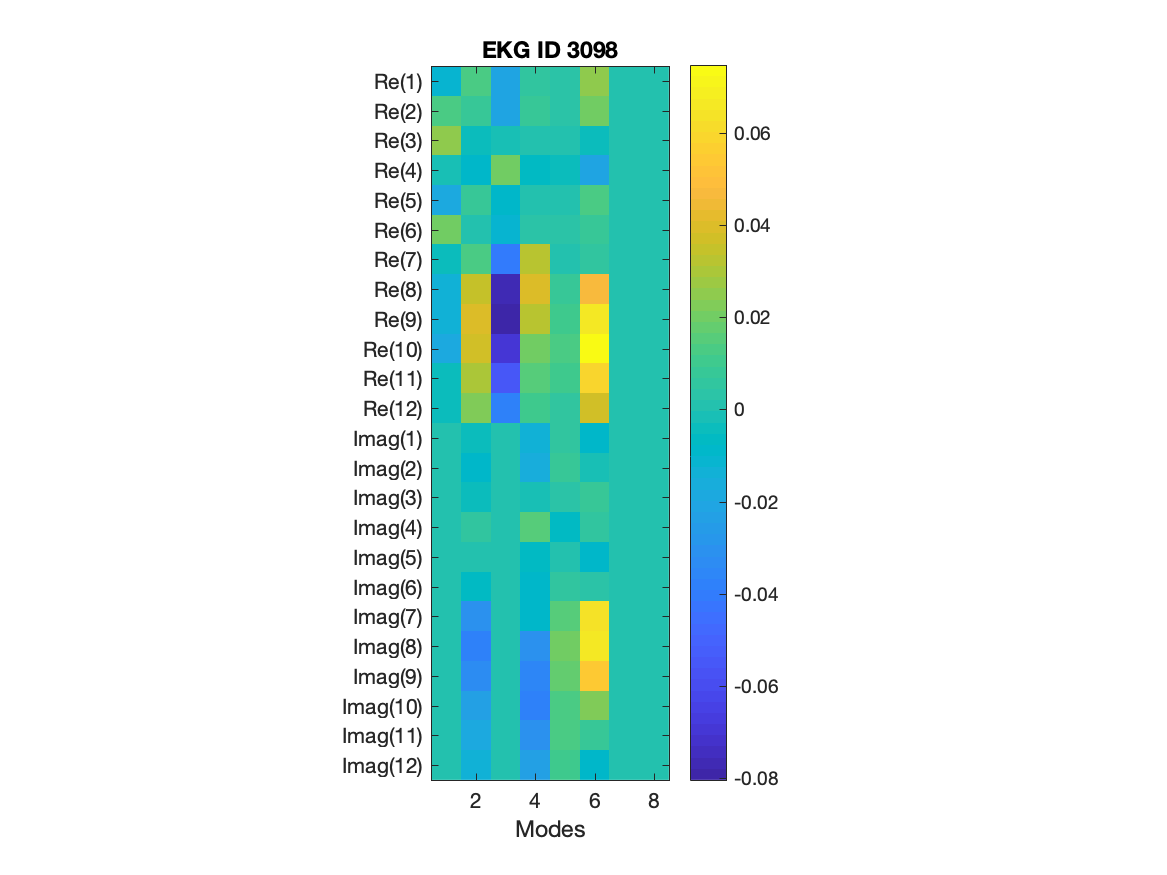 EKG ID 3098
Re(1)
Re(2)
Re(3)
Re(4)
Re(5)
Re(6)
Re(7)
Re(8)
Re(9)
Re(10)
Re(11)
Re(12)
Imag(1)
Imag(2)
Imag(3)
Imag(4)
Imag(5)
Imag(6)
Imag(7)
Imag(8)
Imag(9)
Imag(10)
Imag(11)
Imag(12)
2 4 6 8
Modes
0.06
0.04
0.02
0
-0.02
-0.04
-0.06
-0.08